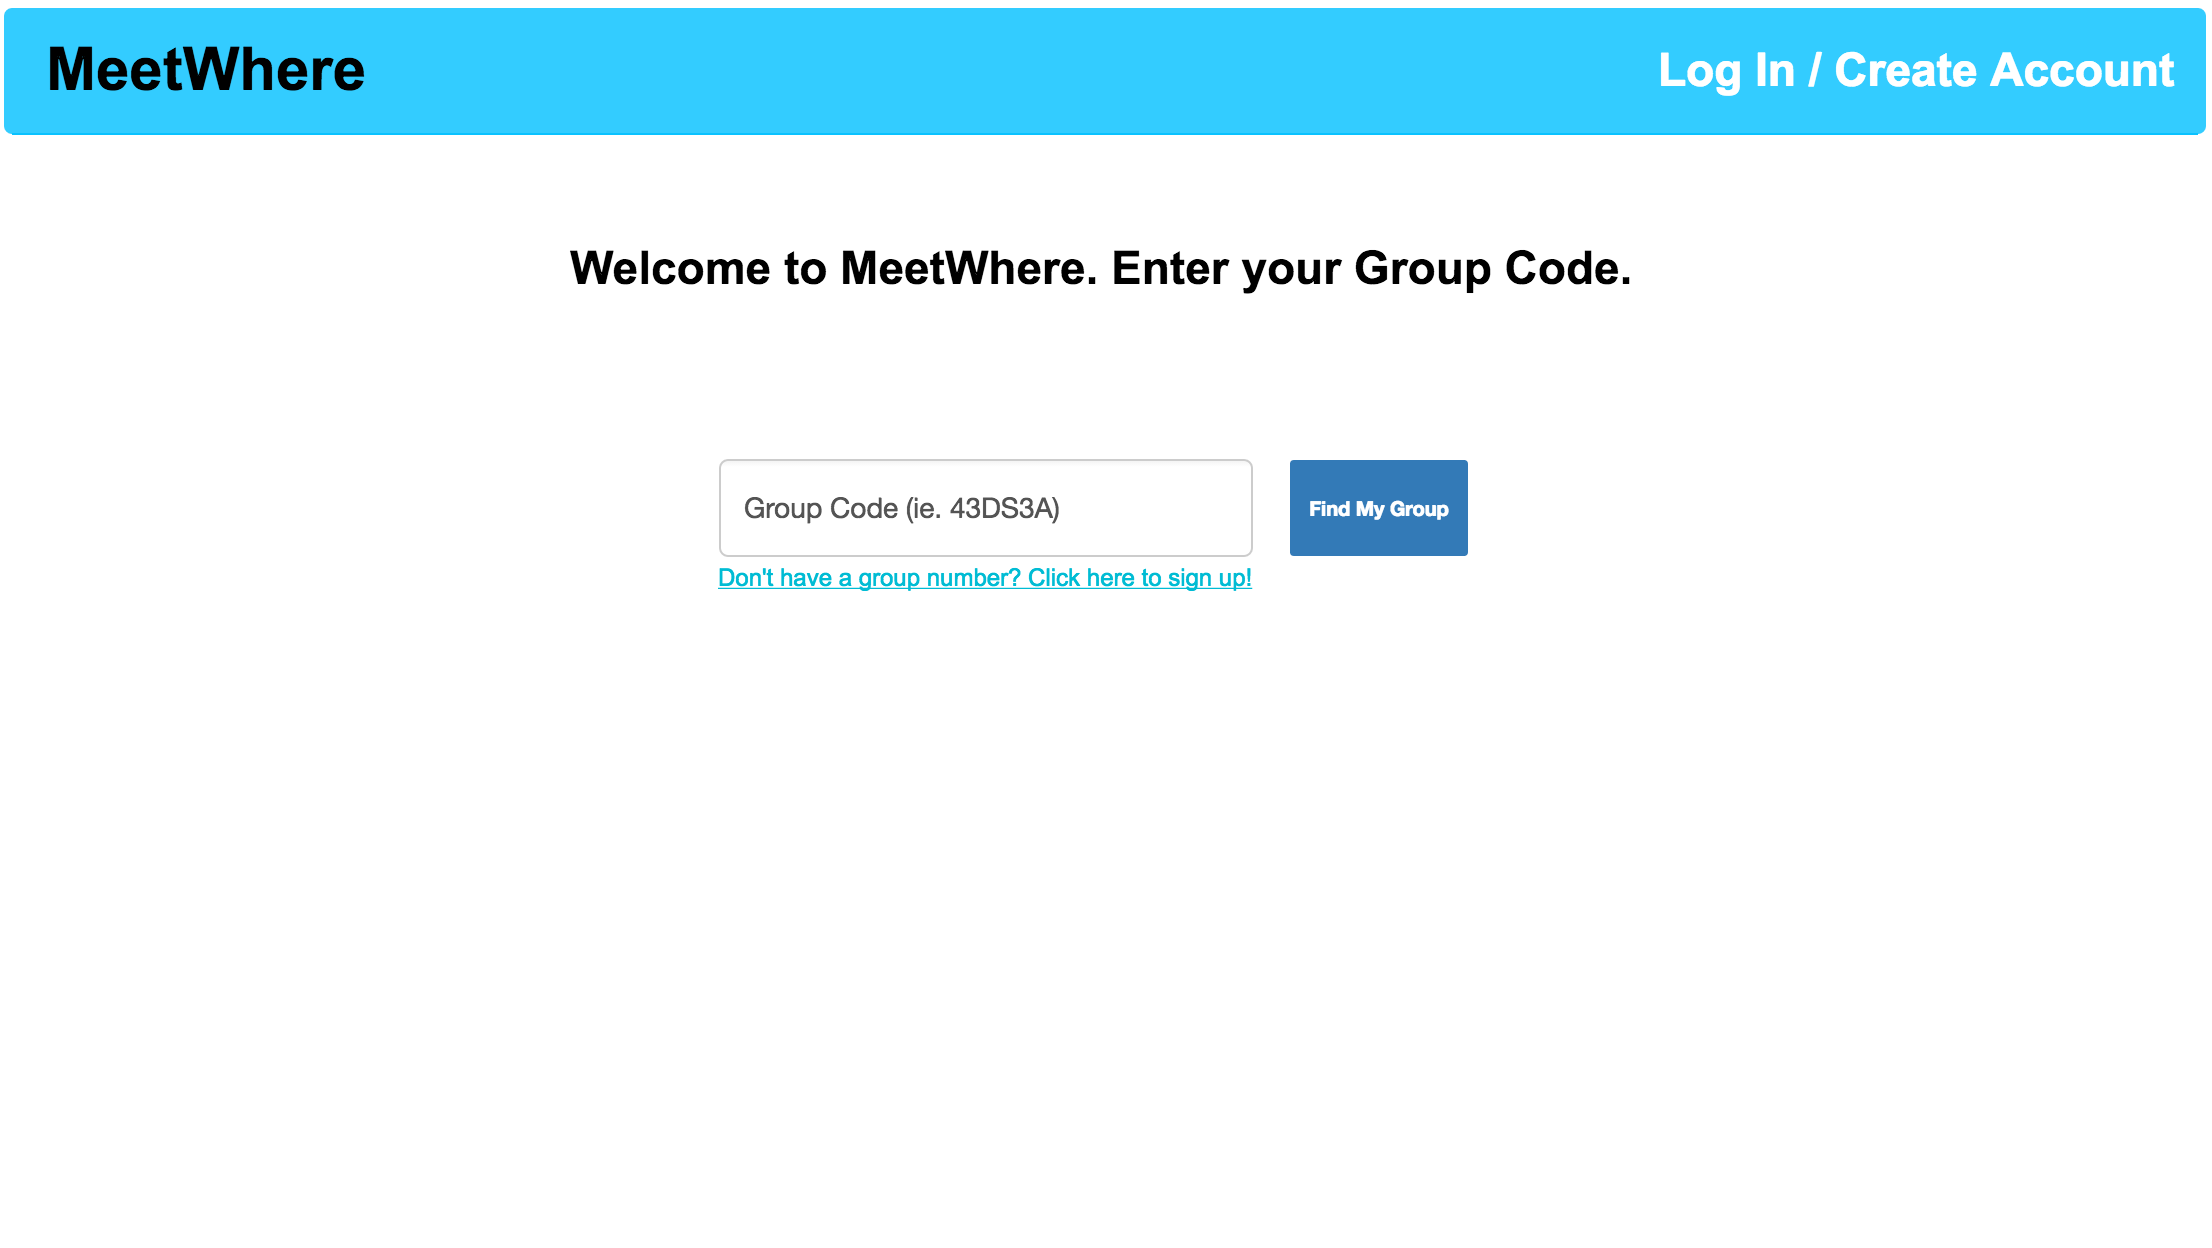 MeetWhere
Log In / Create Account
Welcome to MeetWhere. Enter your Group Code.
Group Code (ie. 43DS3A)
Find My Group
Don't have a group number? Click here to sign up!